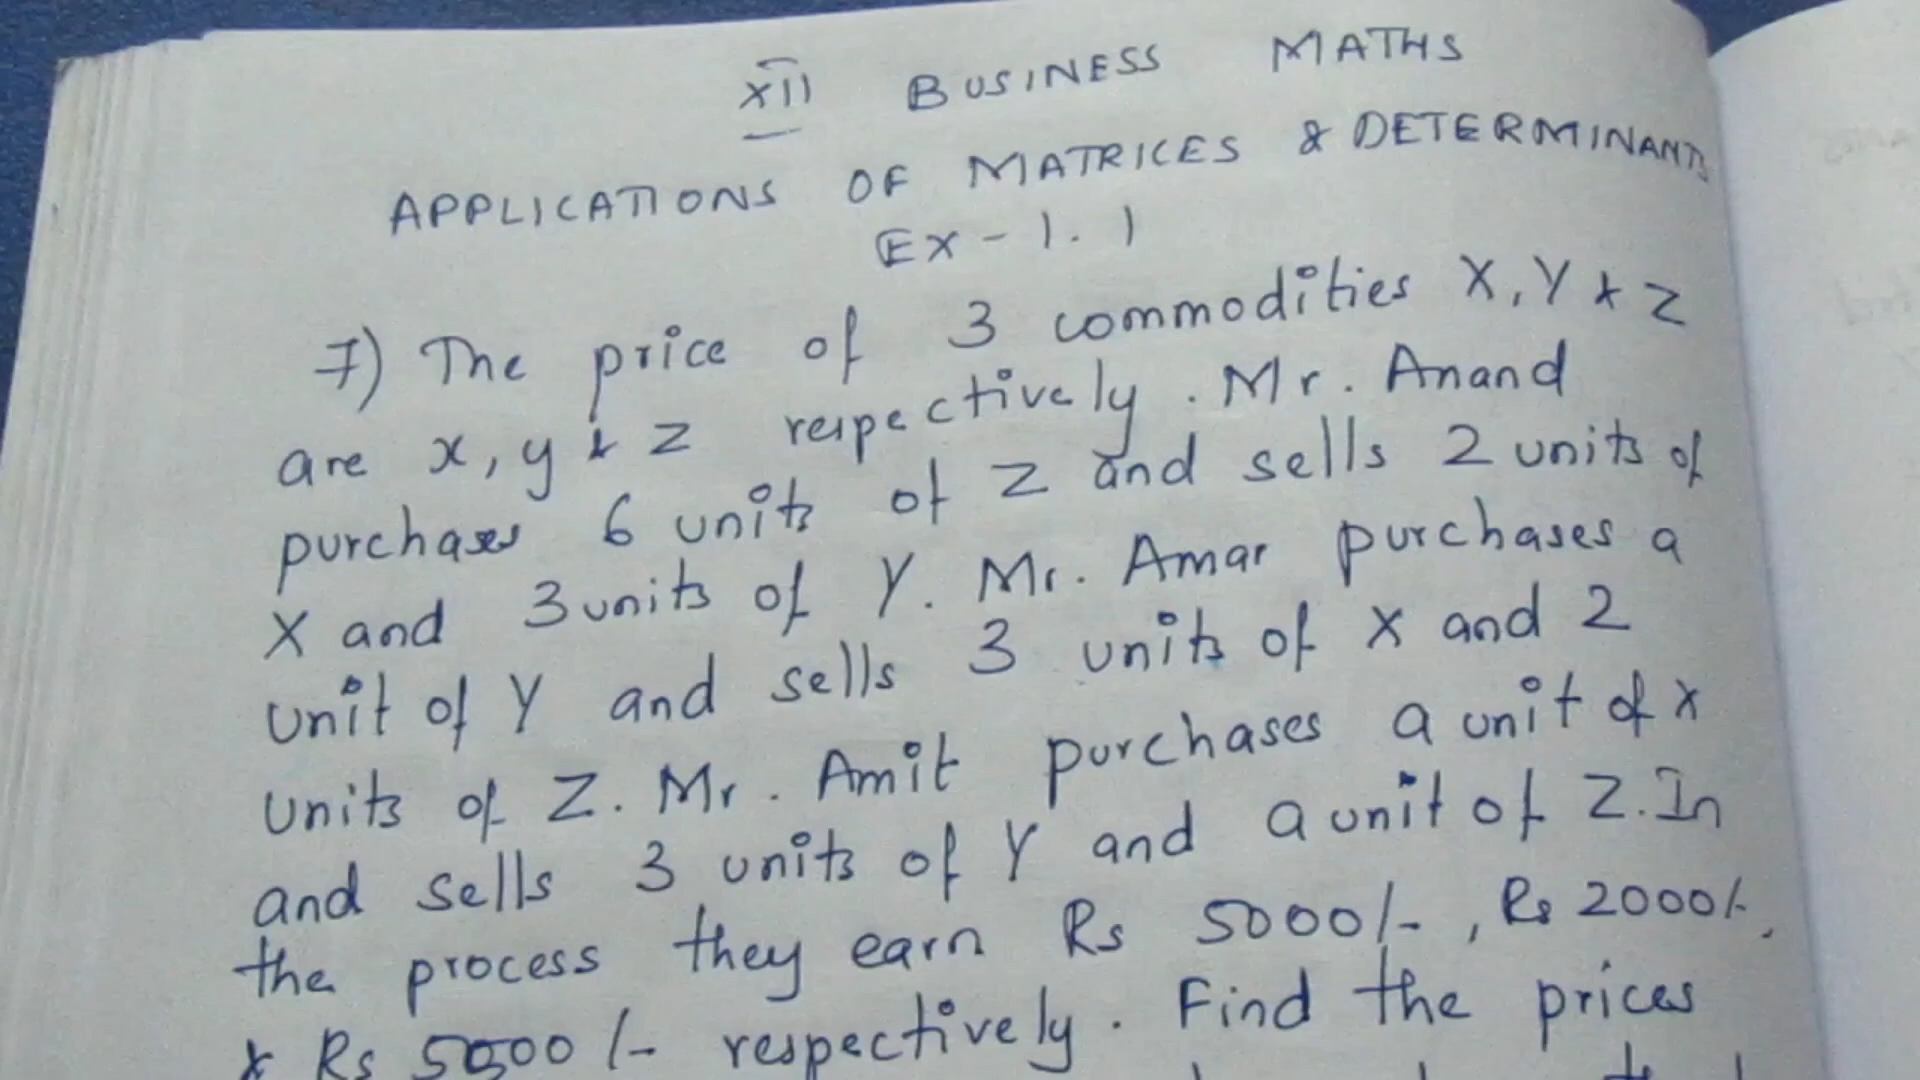 XII BUSINESS MATHS
APPLICATIONS OF MATRICES & DETERMINANTS
EX - 1.1
7) The price of 3 commodities X, Y & Z
are x, y & z respectively. Mr. Anand
purchases 6 units of Z and sells 2 units of
X and 3 units of Y. Mr. Amar purchases a
unit of Y and sells 3 units of X and 2
units of Z. Mr. Amit purchases a unit of X
and sells 3 units of Y and a unit of Z. In
the process they earn Rs 5000/-, Rs 2000/-,
& Rs 5500/- respectively. Find the prices